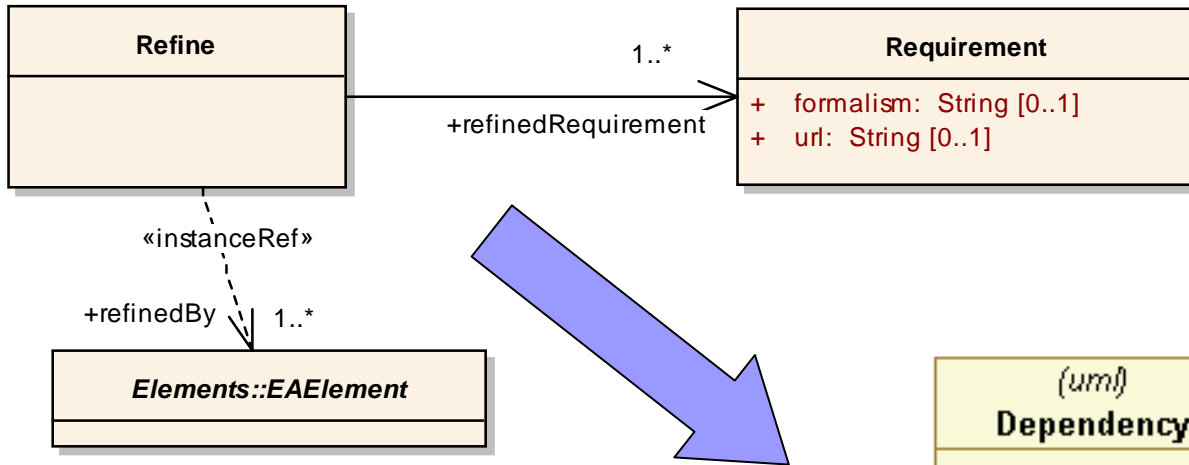 Refine
Requirement
1..*
+ formalism: String [0..1]
+ url: String [0..1]
+refinedRequirement
«instanceRef»
+refinedBy 1..*
Elements::EAElement
(uml)
Dependency